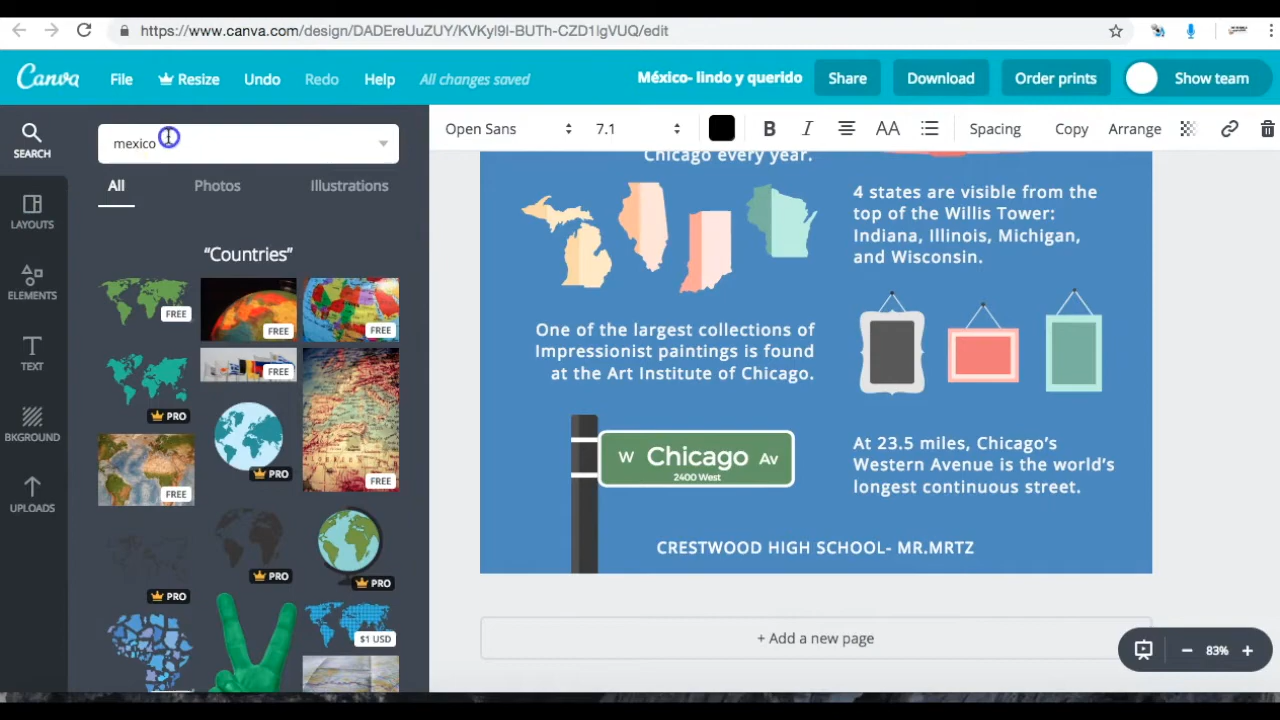 https://www.canva.com/design/DADEreUuZUY/KVKyl9I-BUTh-CZD1lgVUQ/edit
Canva File Resize Undo Redo Help All changes saved México- lindo y querido Share Download Order prints Show team
SEARCH
LAYOUTS
ELEMENTS
TEXT
BKGROUND
UPLOADS
mexico
All Photos Illustrations
“Countries”
FREE
FREE
FREE
FREE
PRO
PRO
FREE
FREE
PRO
PRO
PRO
$1 USD
Open Sans 7.1 B I AA Spacing Copy Arrange
Chicago every year.
4 states are visible from the
top of the Willis Tower:
Indiana, Illinois, Michigan,
and Wisconsin.
One of the largest collections of
Impressionist paintings is found
at the Art Institute of Chicago.
W Chicago Av
2400 West
At 23.5 miles, Chicago’s
Western Avenue is the world’s
longest continuous street.
CRESTWOOD HIGH SCHOOL- MR.MRTZ
+ Add a new page
− 83% +